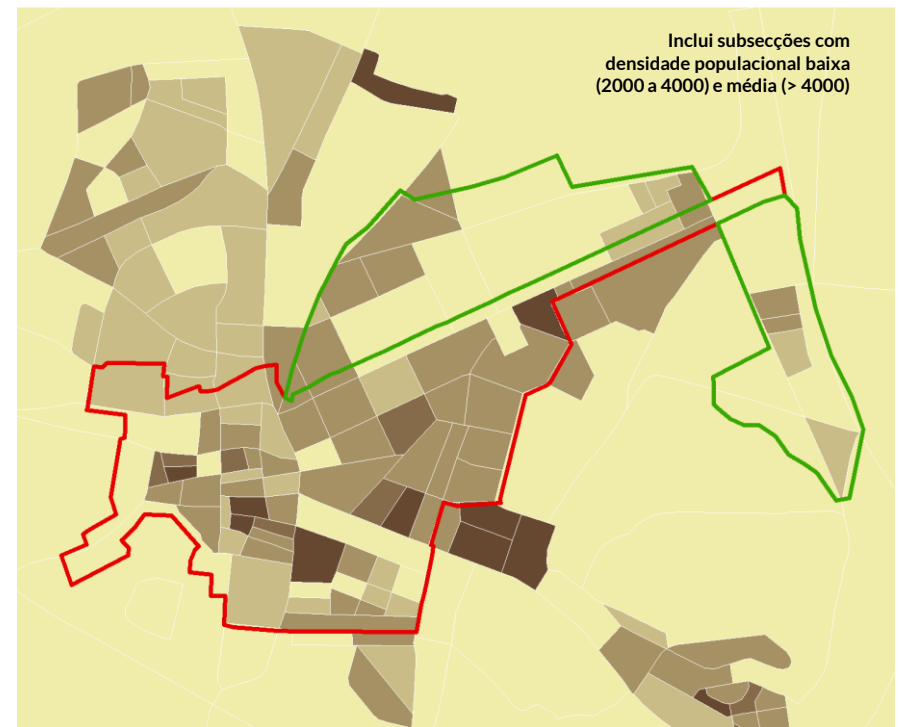 Inclui subsecções com
densidade populacional baixa
(2000 a 4000) e média (> 4000)